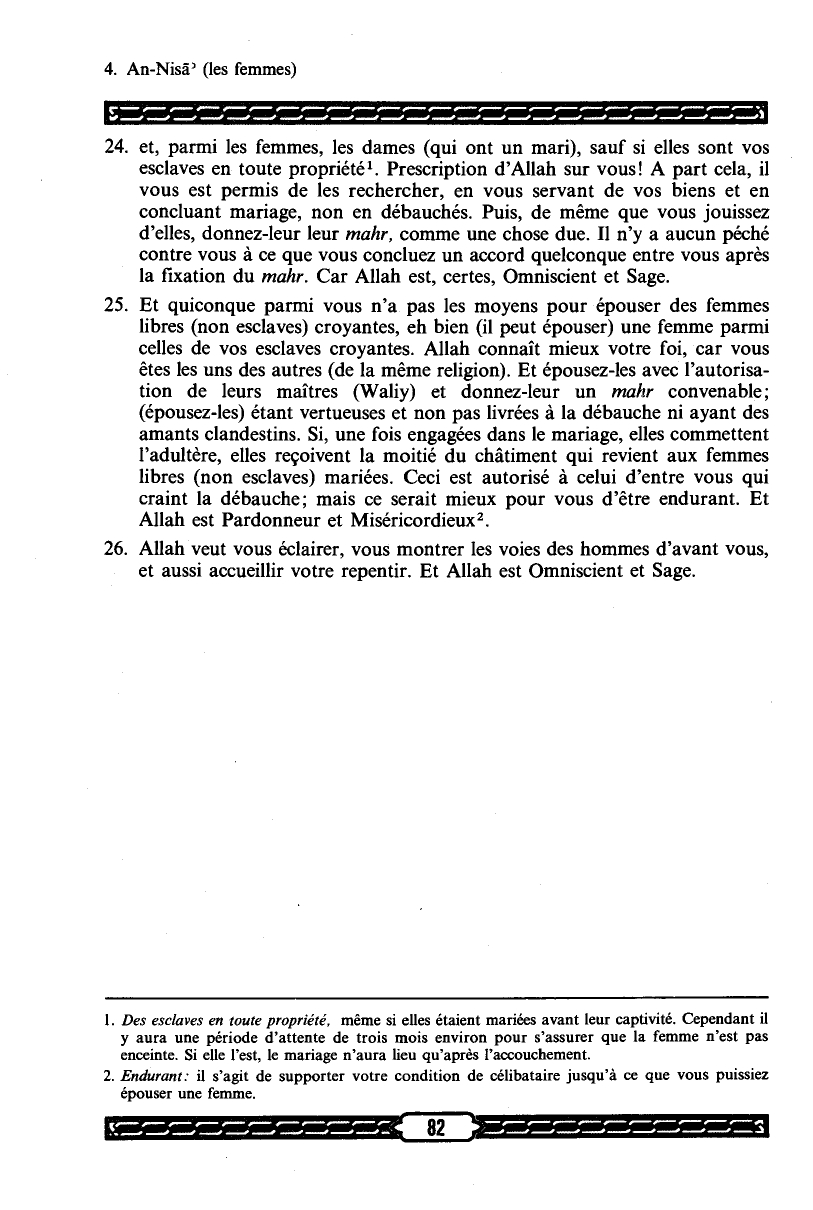 4. An-Nisāʾ (les femmes)
24. et, parmi les femmes, les dames (qui ont un mari), sauf si elles sont vos
esclaves en toute propriété¹. Prescription d’Allah sur vous! A part cela, il
vous est permis de les rechercher, en vous servant de vos biens et en
concluant mariage, non en débauchés. Puis, de même que vous jouissez
d’elles, donnez-leur leur mahr, comme une chose due. Il n’y a aucun péché
contre vous à ce que vous concluez un accord quelconque entre vous après
la fixation du mahr. Car Allah est, certes, Omniscient et Sage.
25. Et quiconque parmi vous n’a pas les moyens pour épouser des femmes
libres (non esclaves) croyantes, eh bien (il peut épouser) une femme parmi
celles de vos esclaves croyantes. Allah connaît mieux votre foi, car vous
êtes les uns des autres (de la même religion). Et épousez-les avec l’autorisa-
tion de leurs maîtres (Waliy) et donnez-leur un mahr convenable;
(épousez-les) étant vertueuses et non pas livrées à la débauche ni ayant des
amants clandestins. Si, une fois engagées dans le mariage, elles commettent
l’adultère, elles reçoivent la moitié du châtiment qui revient aux femmes
libres (non esclaves) mariées. Ceci est autorisé à celui d’entre vous qui
craint la débauche; mais ce serait mieux pour vous d’être endurant. Et
Allah est Pardonneur et Miséricordieux².
26. Allah veut vous éclairer, vous montrer les voies des hommes d’avant vous,
et aussi accueillir votre repentir. Et Allah est Omniscient et Sage.
1. Des esclaves en toute propriété, même si elles étaient mariées avant leur captivité. Cependant il
y aura une période d’attente de trois mois environ pour s’assurer que la femme n’est pas
enceinte. Si elle l’est, le mariage n’aura lieu qu’après l’accouchement.
2. Endurant: il s’agit de supporter votre condition de célibataire jusqu’à ce que vous puissiez
épouser une femme.
82